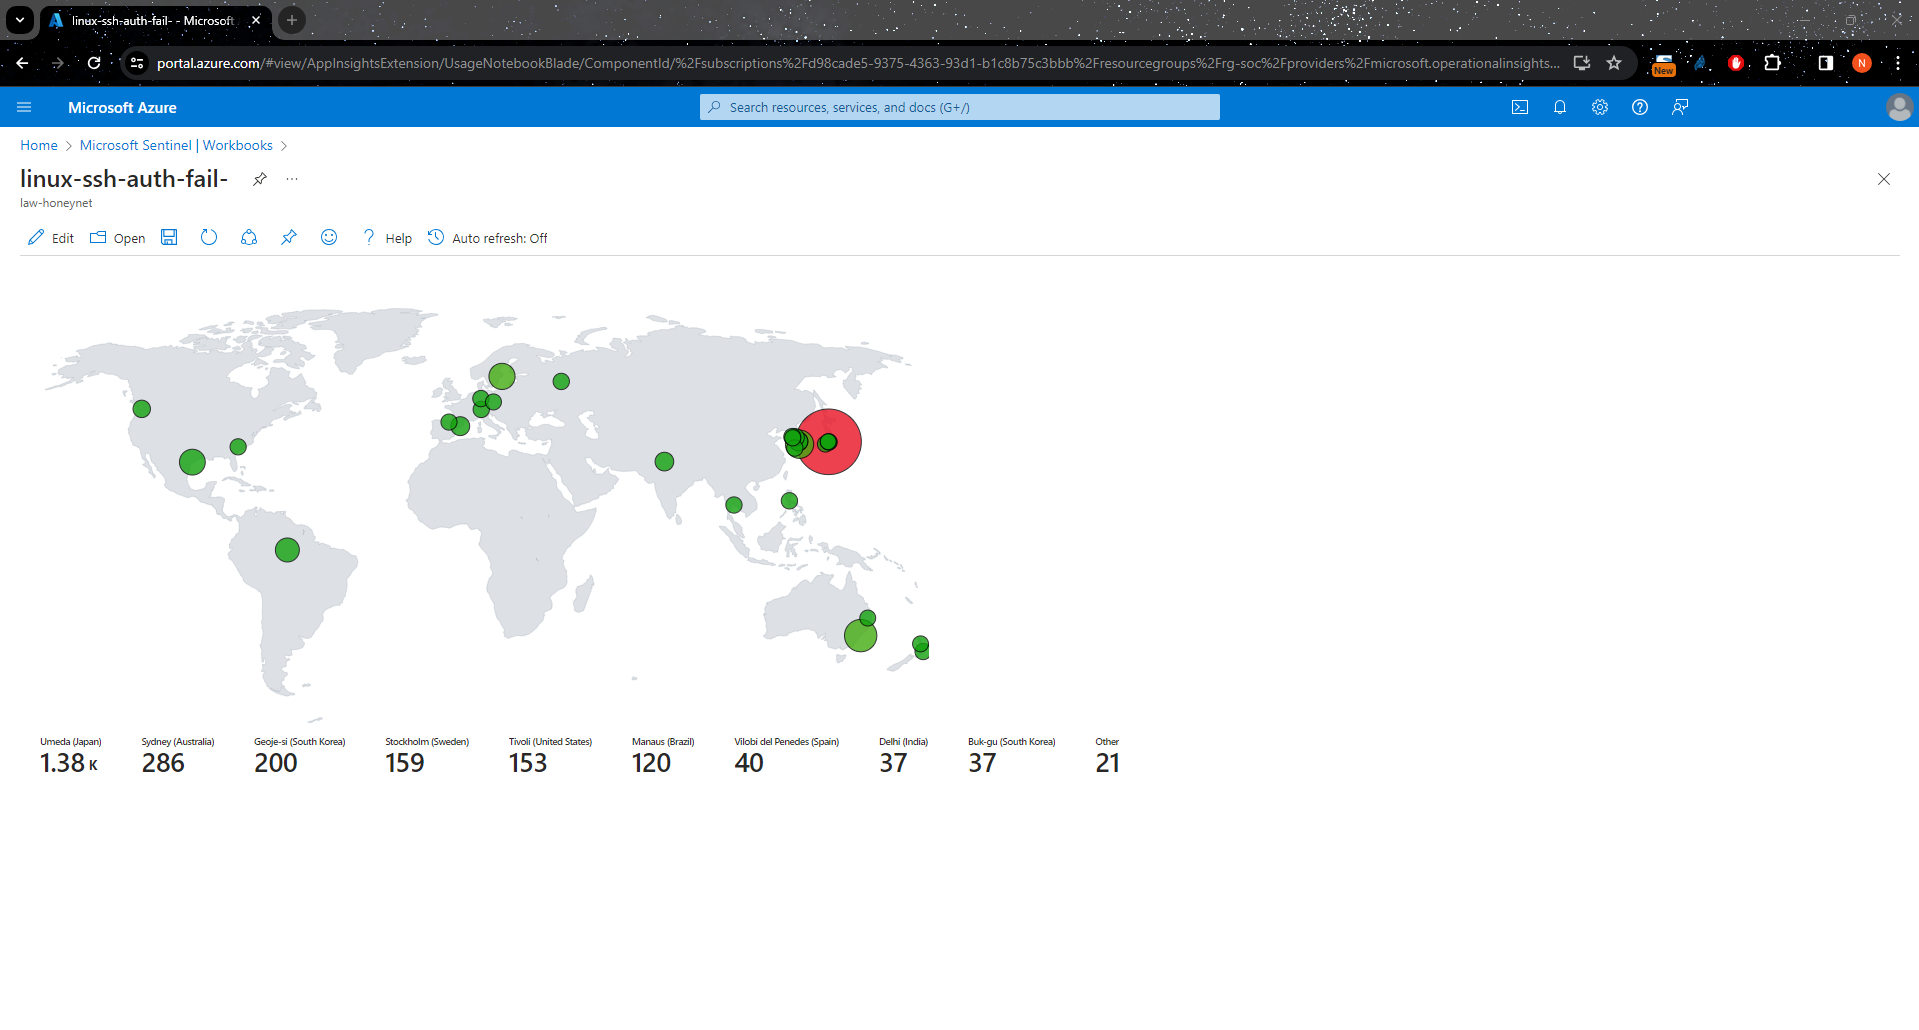 linux-ssh-auth-fail- - Microsoft
portal.azure.com/#view/AppInsightsExtension/UsageNotebookBlade/ComponentId/%2Fsubscriptions%2Fd98cade5-9375-4363-93d1-b1c8b75c3bbb%2Fresourcegroups%2Frg-soc%2Fproviders%2Fmicrosoft.operationalinsights...
New
N
Microsoft Azure
Search resources, services, and docs (G+/)
Home > Microsoft Sentinel | Workbooks >
linux-ssh-auth-fail-
law-honeynet
Edit Open Help Auto refresh: Off
Umeda (Japan) Sydney (Australia) Geoje-si (South Korea) Stockholm (Sweden) Tivoli (United States) Manaus (Brazil) Vilobi del Penedes (Spain) Delhi (India) Buk-gu (South Korea) Other
1.38 K 286 200 159 153 120 40 37 37 21